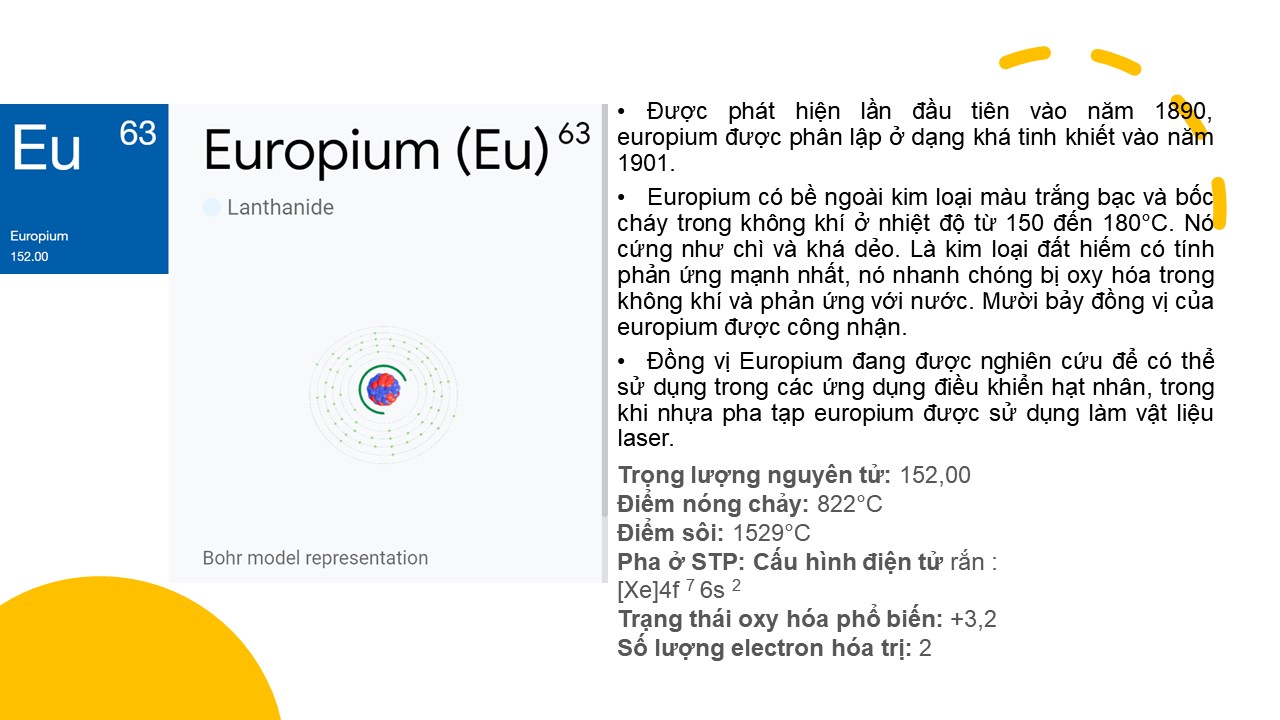 Eu 63
Europium
152.00
Europium (Eu) 63
Lanthanide
Bohr model representation
• Được phát hiện lần đầu tiên vào năm 1890,
europium được phân lập ở dạng khá tinh khiết vào năm
1901.
• Europium có bề ngoài kim loại màu trắng bạc và bốc
cháy trong không khí ở nhiệt độ từ 150 đến 180°C. Nó
cứng như chì và khá dẻo. Là kim loại đất hiếm có tính
phản ứng mạnh nhất, nó nhanh chóng bị oxy hóa trong
không khí và phản ứng với nước. Mười bảy đồng vị của
europium được công nhận.
• Đồng vị Europium đang được nghiên cứu để có thể
sử dụng trong các ứng dụng điều khiển hạt nhân, trong
khi nhựa pha tạp europium được sử dụng làm vật liệu
laser.
Trọng lượng nguyên tử: 152,00
Điểm nóng chảy: 822°C
Điểm sôi: 1529°C
Pha ở STP: Cấu hình điện tử rắn :
[Xe]4f 7 6s 2
Trạng thái oxy hóa phổ biến: +3,2
Số lượng electron hóa trị: 2